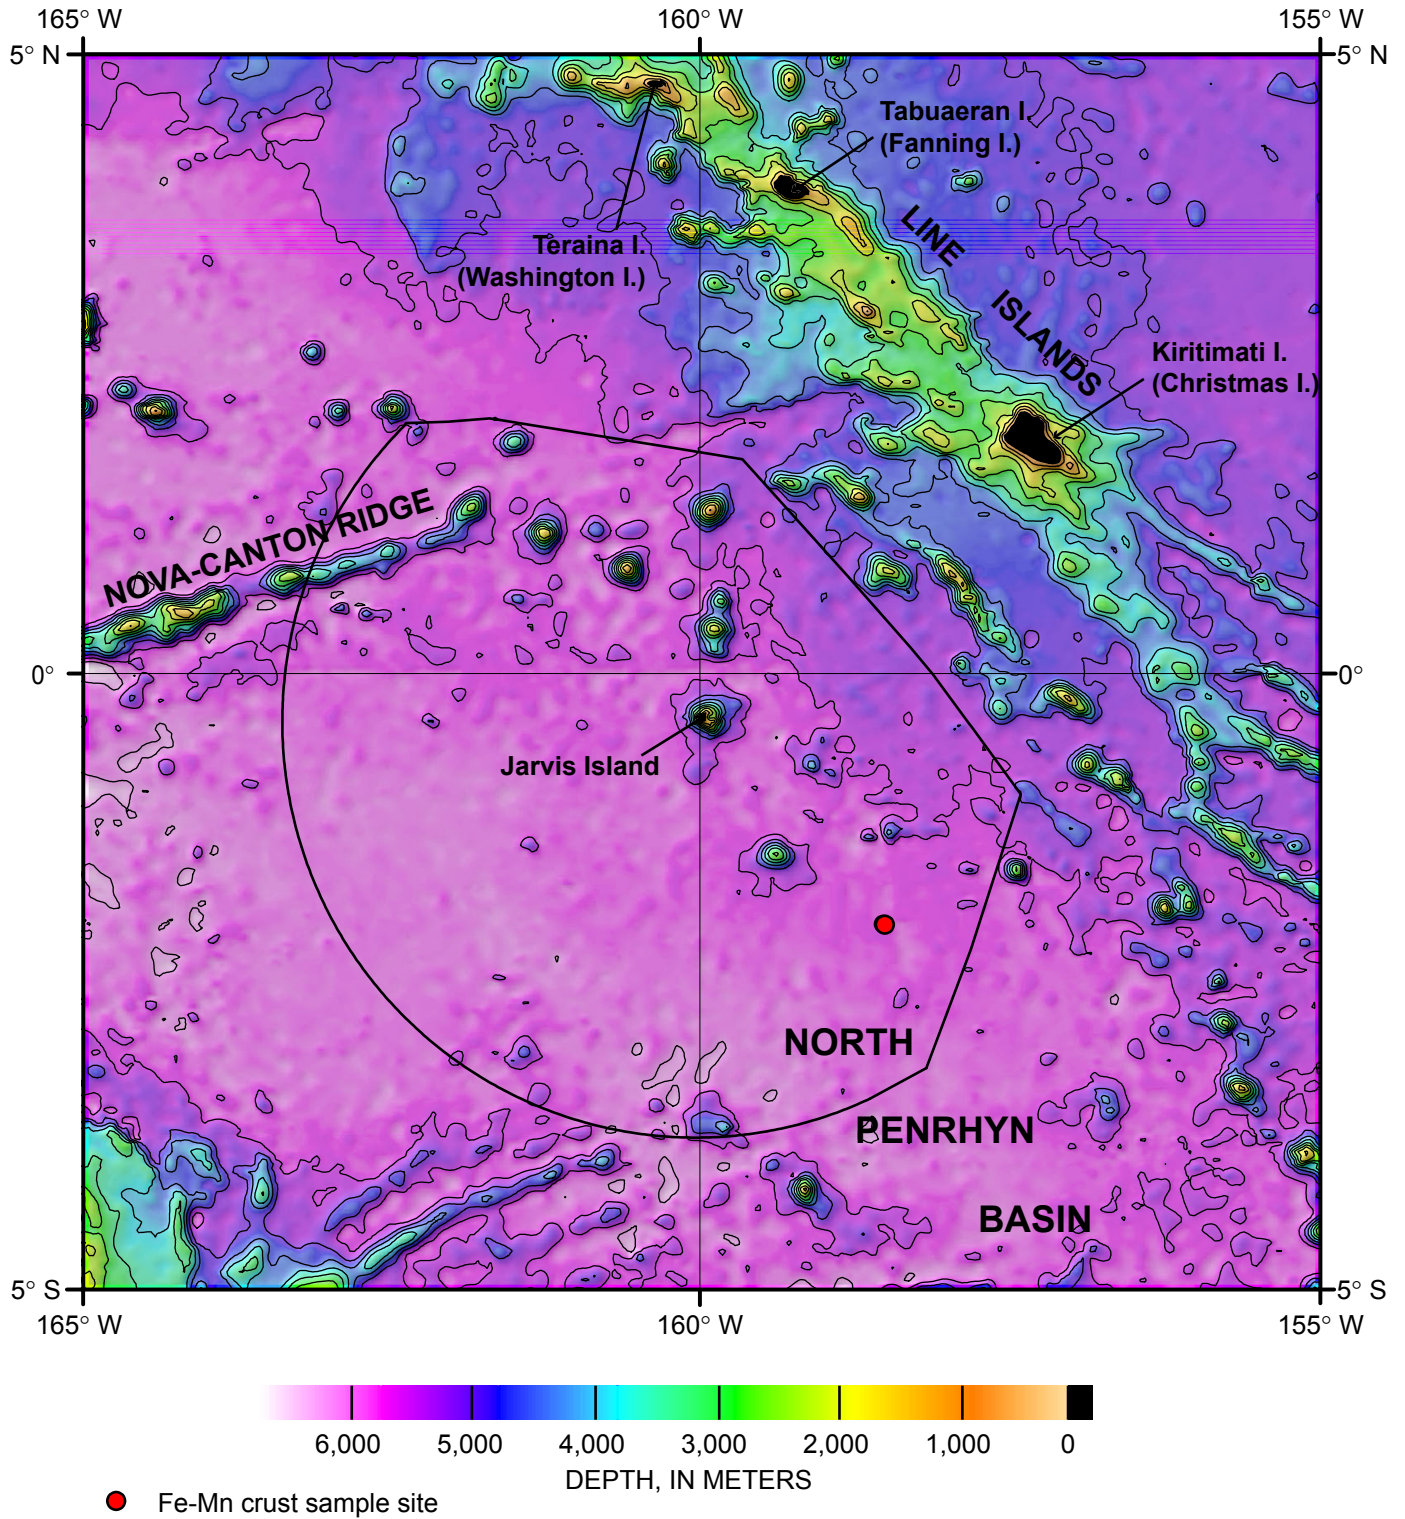 165° W
160° W
155° W
5° N
5° N
Tabuaeran I.
(Fanning I.)
LINE
Teraina I.
(Washington I.)
ISLANDS
Kiritimati I.
(Christmas I.)
NOVA-CANTON RIDGE
0°
0°
Jarvis Island
NORTH
PENRHYN
BASIN
5° S
5° S
165° W
160° W
155° W
6,000
5,000
4,000
3,000
2,000
1,000
0
DEPTH, IN METERS
Fe-Mn crust sample site